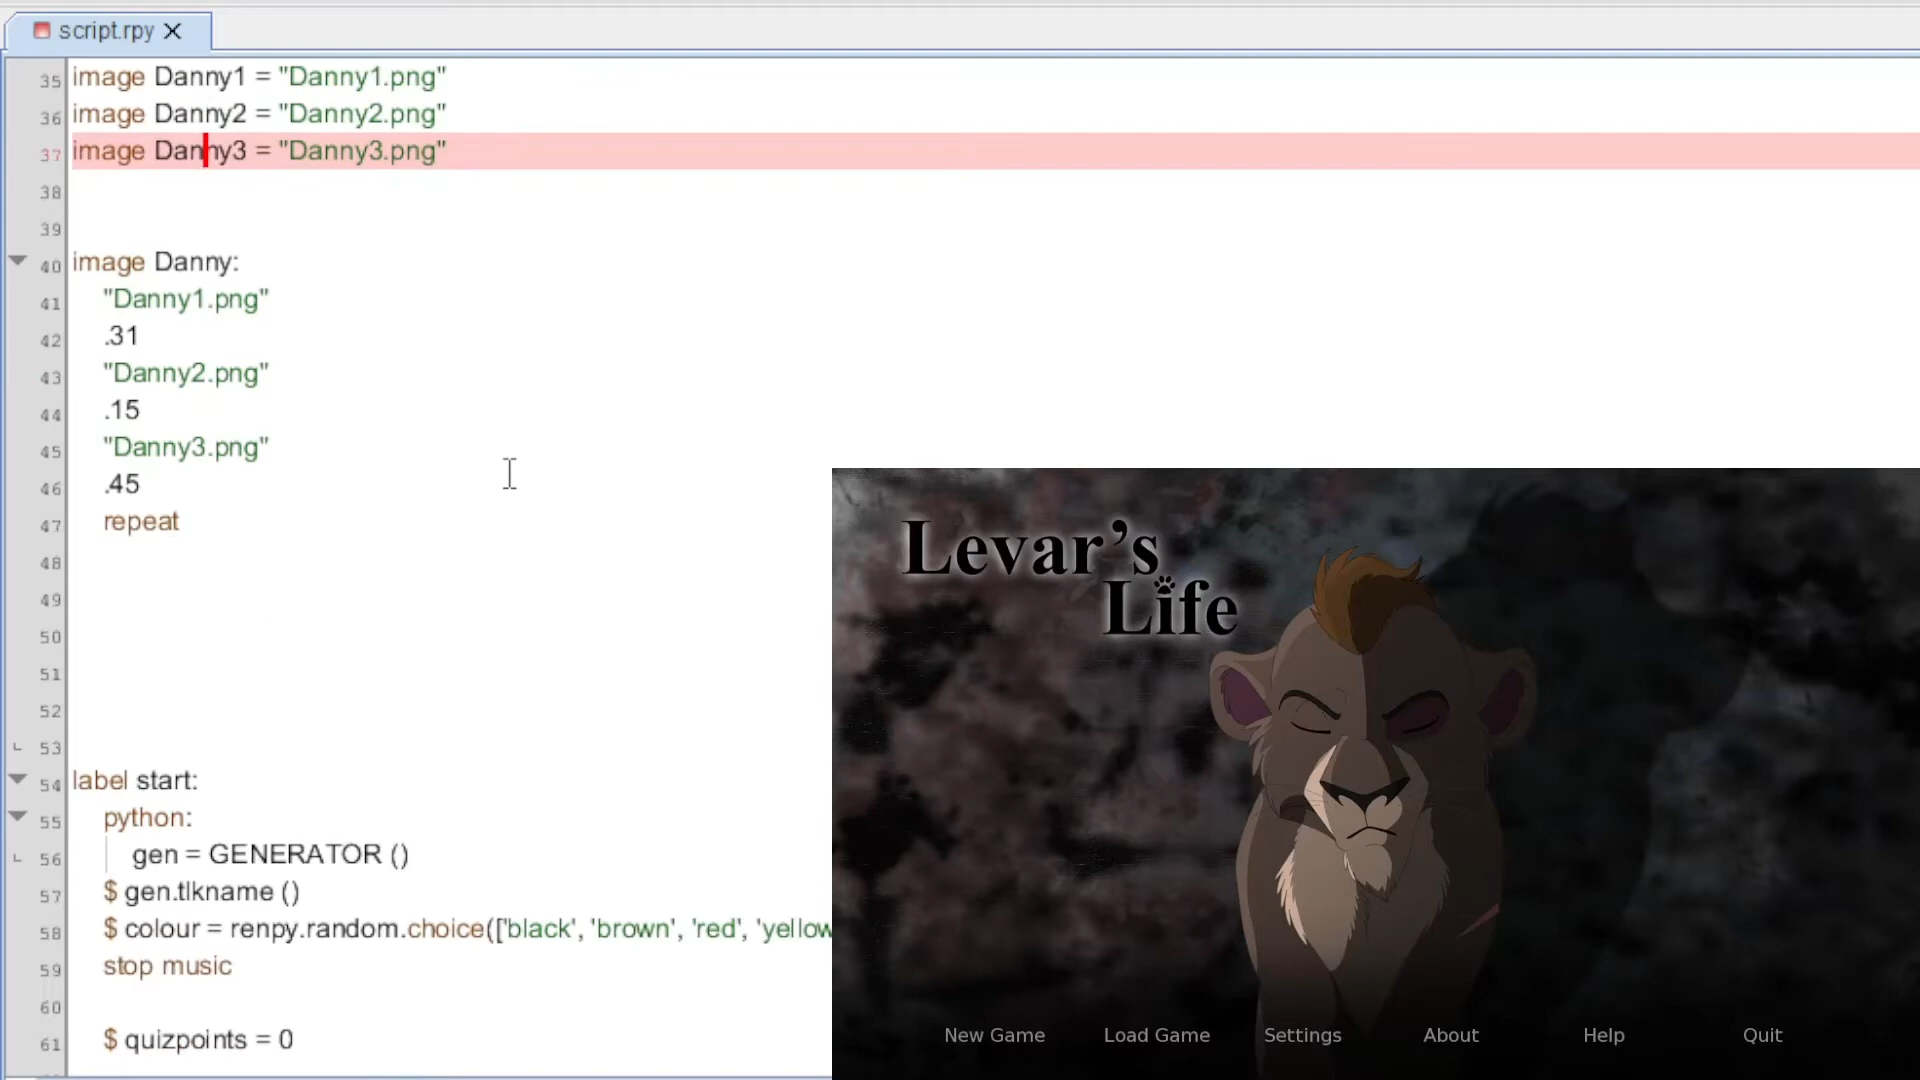 script.rpy
35 image Danny1 = "Danny1.png"
36 image Danny2 = "Danny2.png"
37 image Danny3 = "Danny3.png"
38
39
40 image Danny:
41 "Danny1.png"
42 .31
43 "Danny2.png"
44 .15
45 "Danny3.png"
46 .45
47 repeat
48
49
50
51
52
53
54 label start:
55 python:
56 gen = GENERATOR ()
57 $ gen.tlkname ()
58 $ colour = renpy.random.choice(['black', 'brown', 'red', 'yellow
59 stop music
60
61 $ quizpoints = 0
Levar's
Life
New Game Load Game Settings About Help Quit